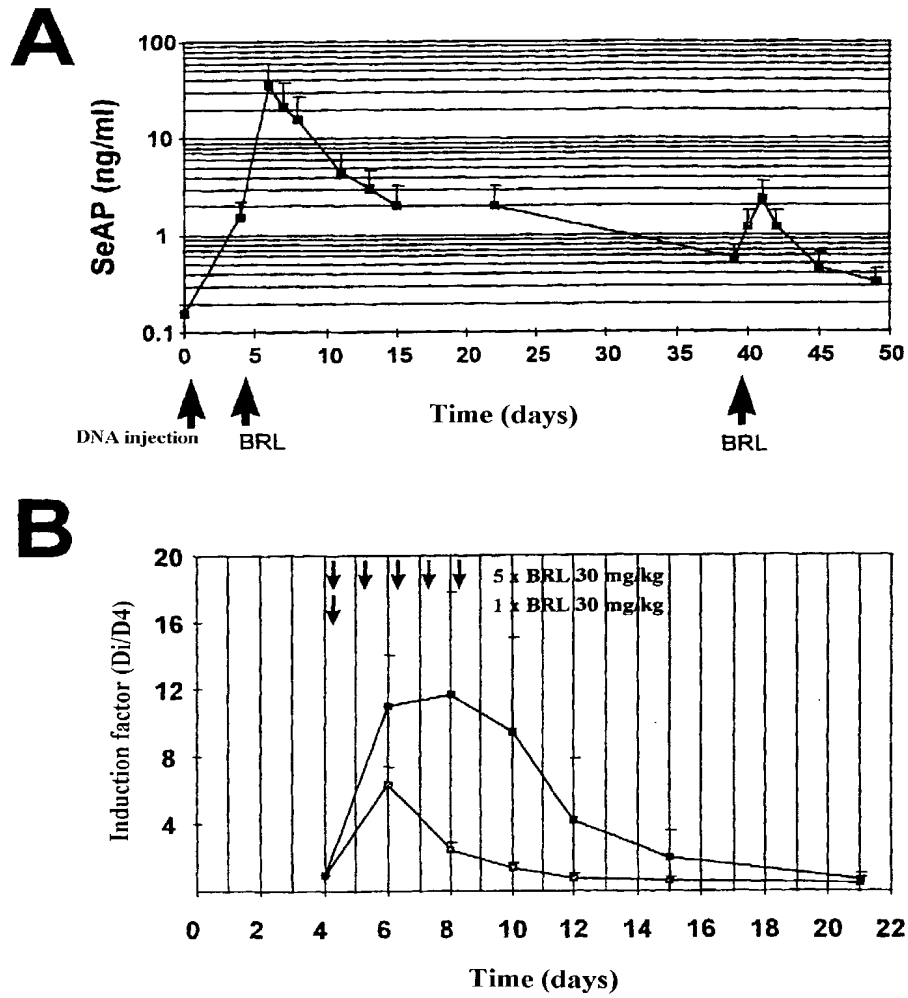 A
SeAP (ng/ml)
100
10
1
0.1
0 5 10 15 20 25 30 35 40 45 50
Time (days)
DNA injection
BRL
BRL
B
Induction factor (Di/D4)
20
16
12
8
4
5 x BRL 30 mg/kg
1 x BRL 30 mg/kg
0 2 4 6 8 10 12 14 16 18 20 22
Time (days)